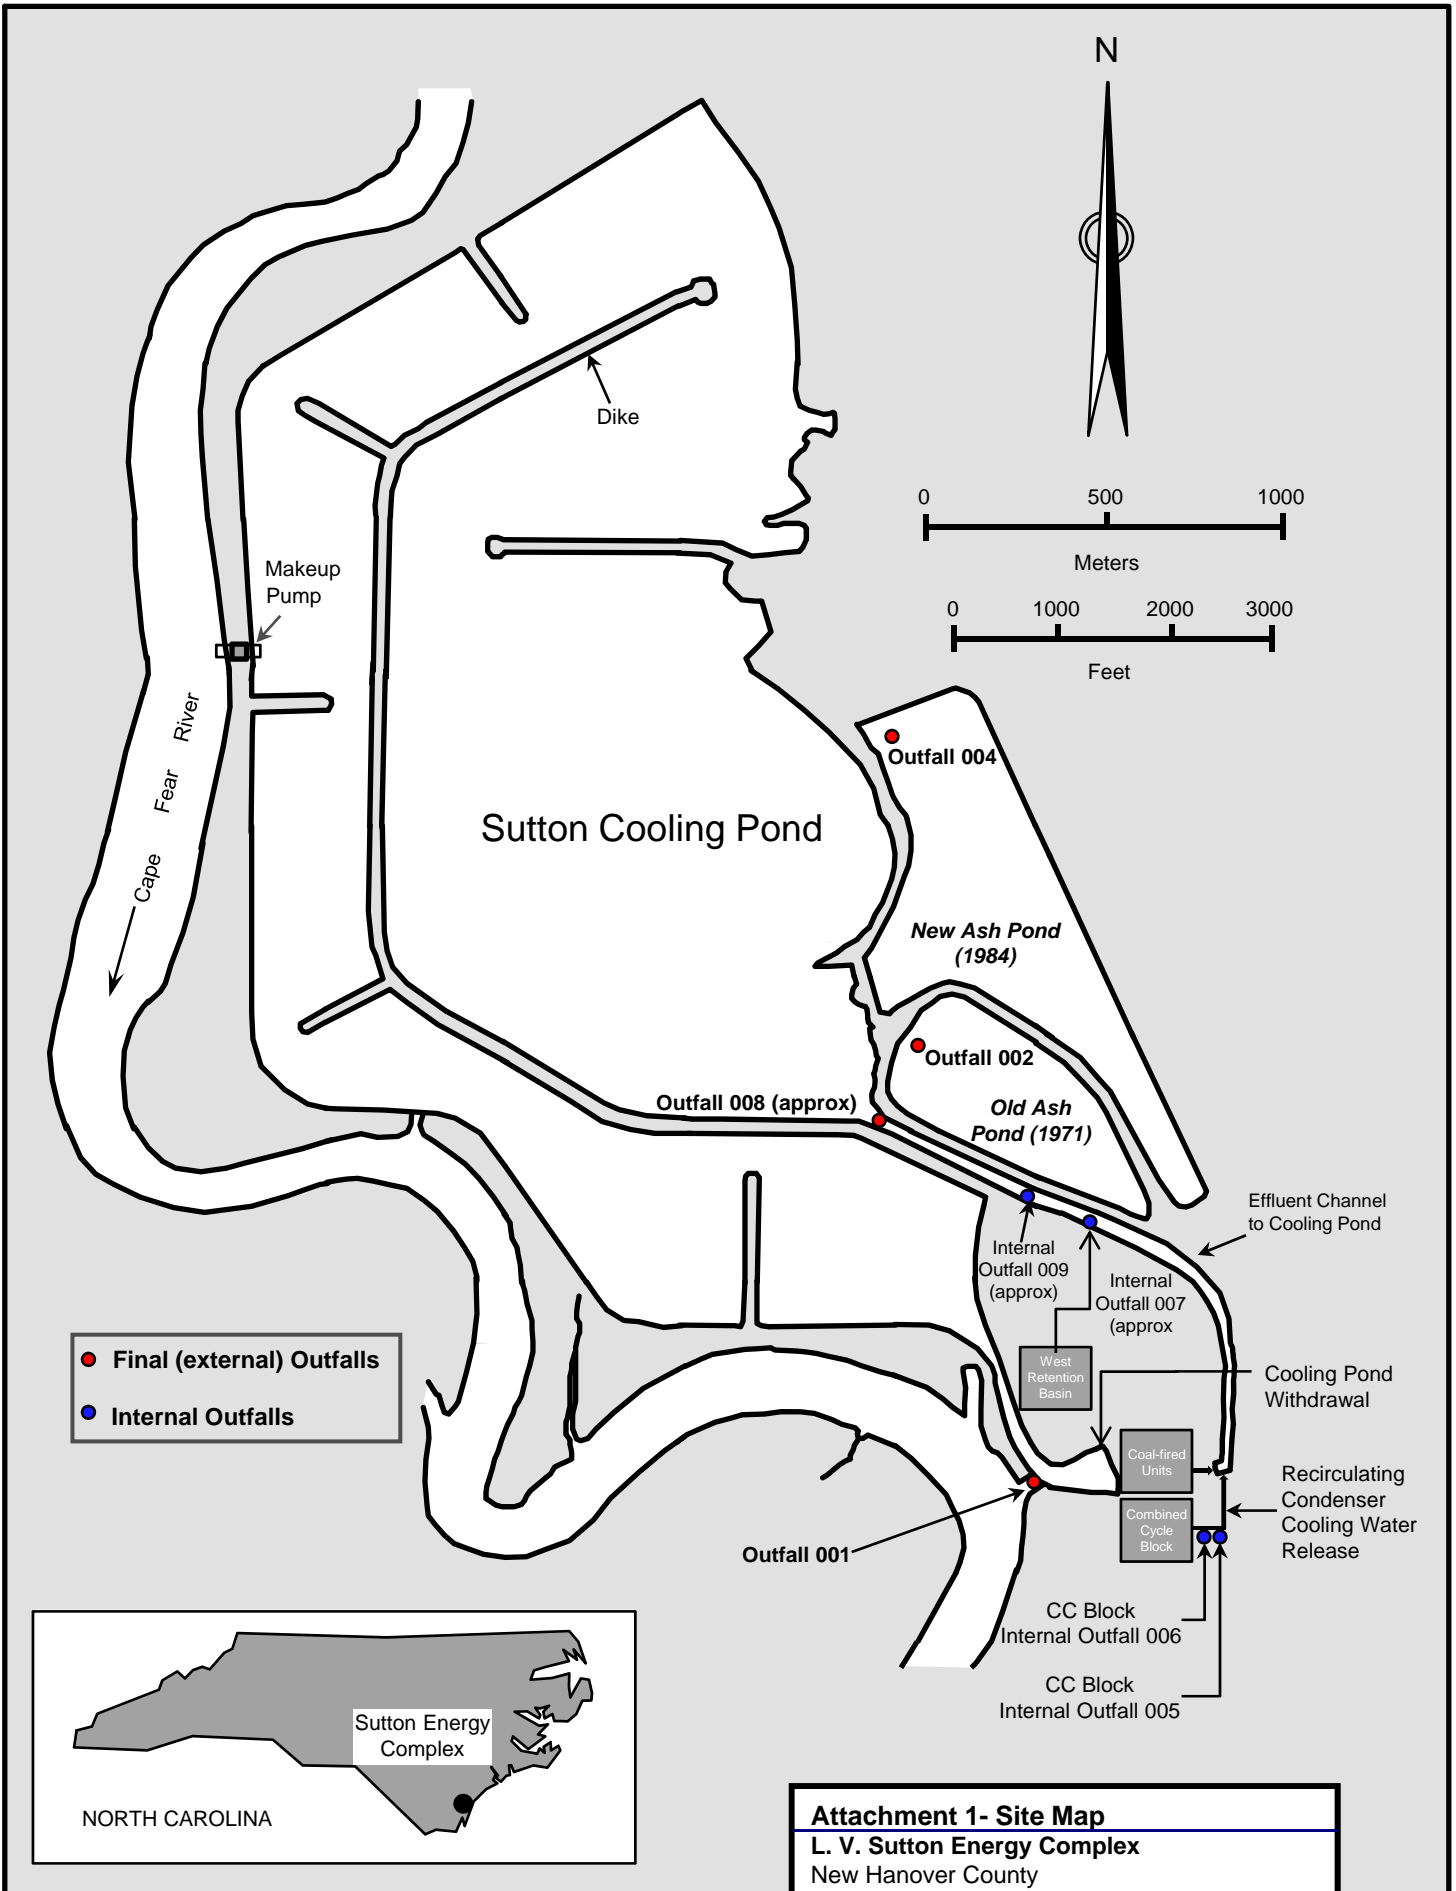 N
0 500 1000
Meters
0 1000 2000 3000
Feet
Dike
Makeup
Pump
Cape Fear River
Sutton Cooling Pond
Outfall 004
New Ash Pond
(1984)
Outfall 002
Outfall 008 (approx)
Old Ash
Pond (1971)
Effluent Channel
to Cooling Pond
Internal
Outfall 009
(approx)
Internal
Outfall 007
(approx
West
Retention
Basin
Cooling Pond
Withdrawal
Final (external) Outfalls
Internal Outfalls
Coal-fired
Units
Combined
Cycle
Block
Recirculating
Condenser
Cooling Water
Release
Outfall 001
CC Block
Internal Outfall 006
CC Block
Internal Outfall 005
Sutton Energy
Complex
NORTH CAROLINA
Attachment 1- Site Map
L. V. Sutton Energy Complex
New Hanover County